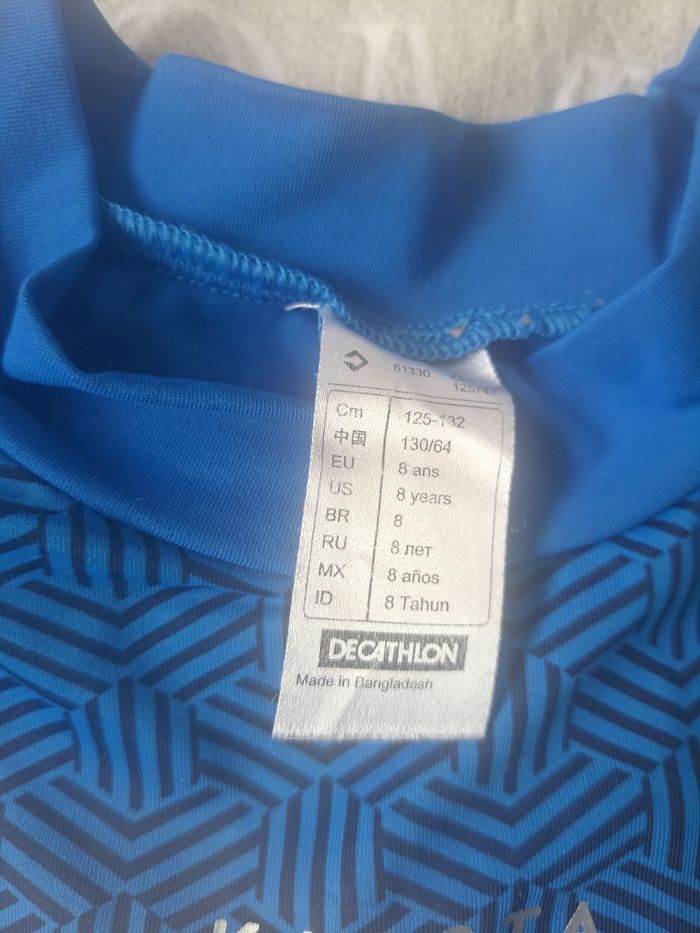 61330
Cm 125-132
中国 130/64
EU 8 ans
US 8 years
BR 8
RU 8 лет
MX 8 años
ID 8 Tahun
DECATHLON
Made in Bangladesh